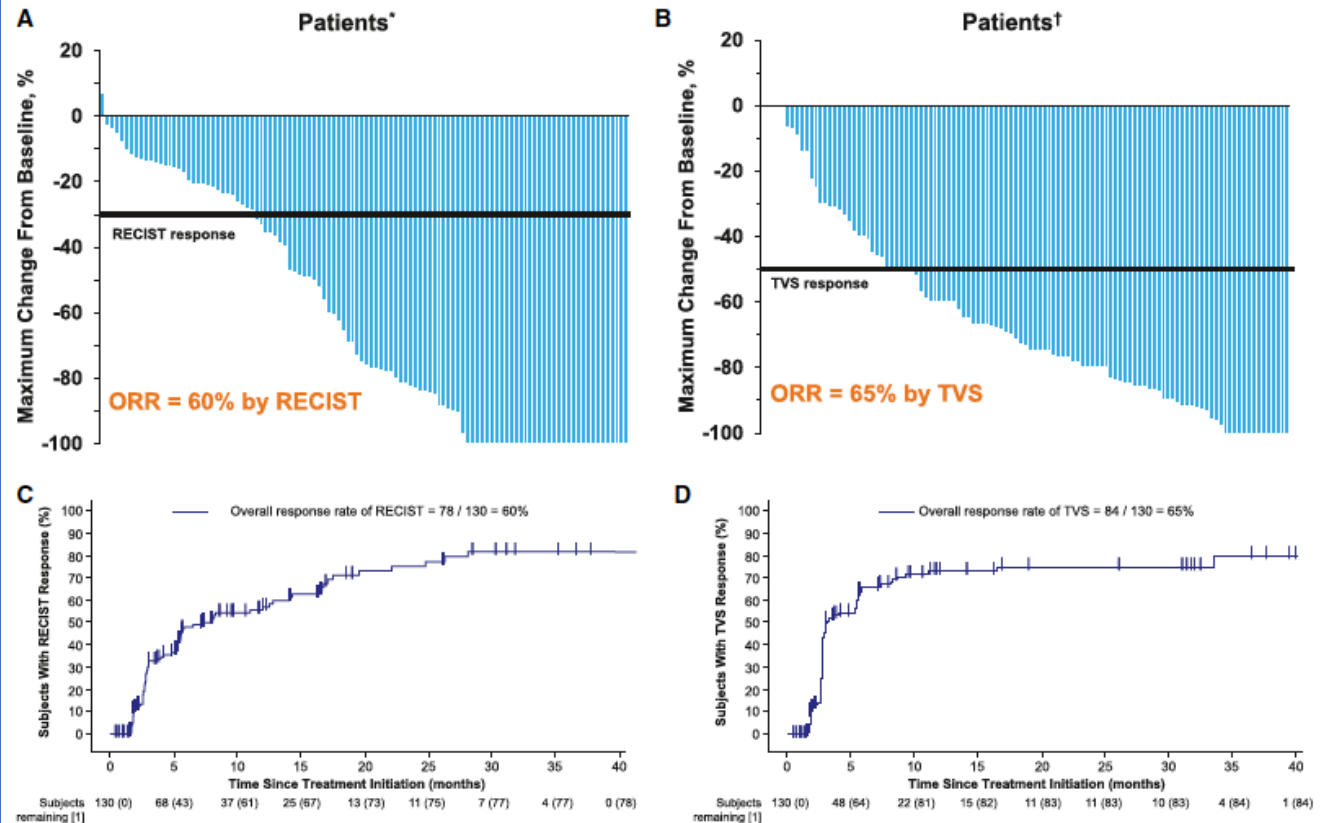 A
Patients*
Maximum Change From Baseline, %
20
0
-20
-40
-60
-80
-100
RECIST response
ORR = 60% by RECIST
B
Patients†
Maximum Change From Baseline, %
20
0
-20
-40
-60
-80
-100
TVS response
ORR = 65% by TVS
C
Overall response rate of RECIST = 78 / 130 = 60%
Subjects With RECIST Response (%)
100
90
80
70
60
50
40
30
20
10
0
0 5 10 15 20 25 30 35 40
Time Since Treatment Initiation (months)
Subjects 130 (0) 68 (43) 37 (61) 25 (67) 13 (73) 11 (75) 7 (77) 4 (77) 0 (78)
remaining [1]
D
Overall response rate of TVS = 84 / 130 = 65%
Subjects With TVS Response (%)
100
90
80
70
60
50
40
30
20
10
0
0 5 10 15 20 25 30 35 40
Time Since Treatment Initiation (months)
Subjects 130 (0) 48 (64) 22 (81) 15 (82) 11 (83) 11 (83) 10 (83) 4 (84) 1 (84)
remaining [1]